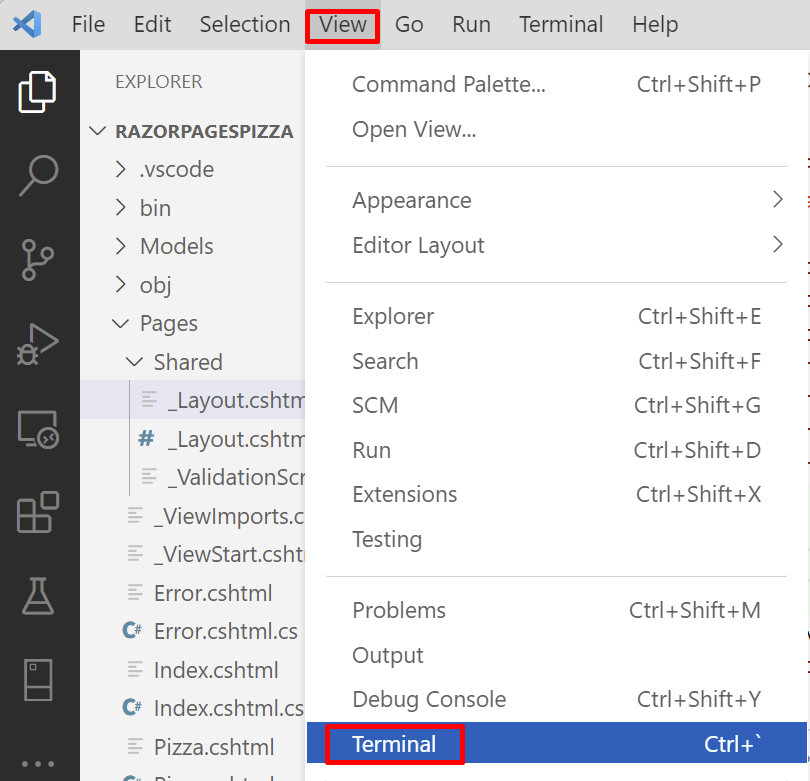 File Edit Selection View Go Run Terminal Help
EXPLORER
RAZORPAGESPIZZA
.vscode
bin
Models
obj
Pages
Shared
_Layout.cshtm
# _Layout.cshtm
_ValidationScr
_ViewImports.c
_ViewStart.csht
Error.cshtml
C# Error.cshtml.cs
Index.cshtml
C# Index.cshtml.cs
Pizza.cshtml
Command Palette... Ctrl+Shift+P
Open View...
Appearance
Editor Layout
Explorer Ctrl+Shift+E
Search Ctrl+Shift+F
SCM Ctrl+Shift+G
Run Ctrl+Shift+D
Extensions Ctrl+Shift+X
Testing
Problems Ctrl+Shift+M
Output
Debug Console Ctrl+Shift+Y
Terminal Ctrl+`